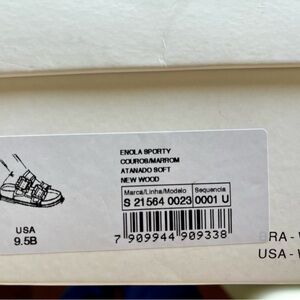 ENOLA SPORTY
COUROS/MARROM
ATANADO SOFT
NEW WOOD
Marca/Linha/Modelo Sequencia
S 21564 0023 0001 U
USA
9.5B
7 909944 909338
BRA -
USA -